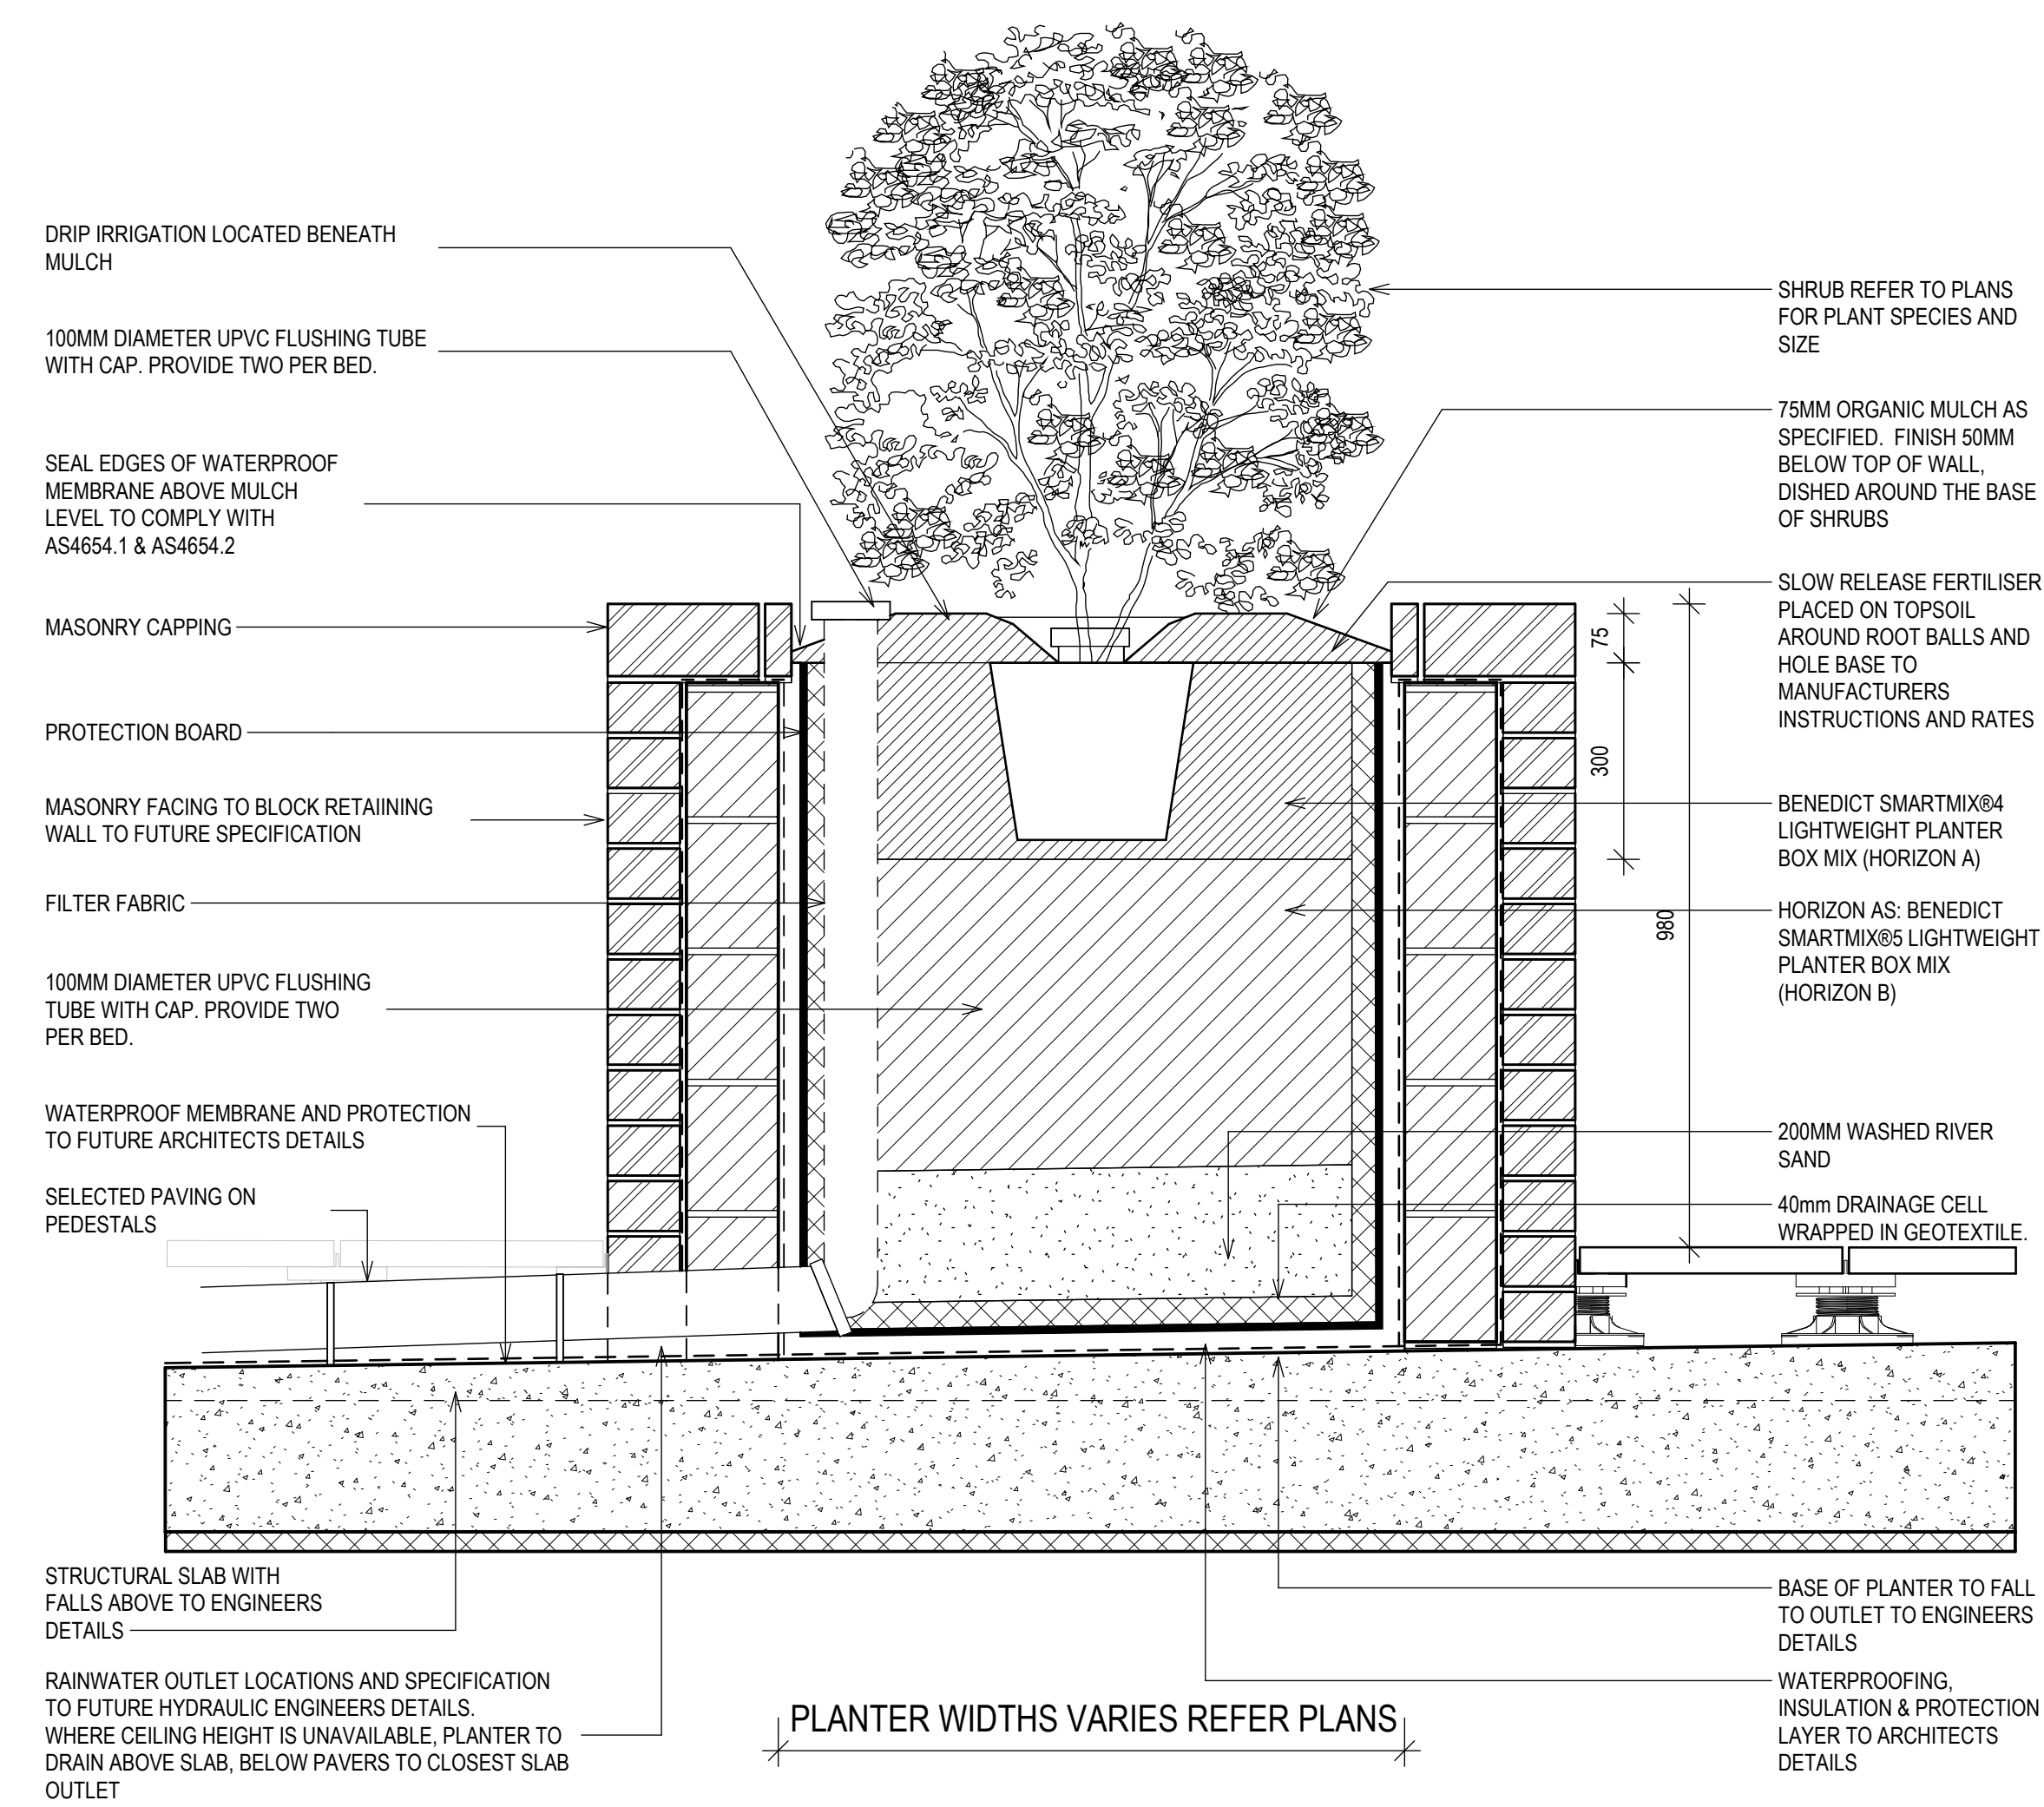 DRIP IRRIGATION LOCATED BENEATH
MULCH
100MM DIAMETER UPVC FLUSHING TUBE
WITH CAP. PROVIDE TWO PER BED.
SEAL EDGES OF WATERPROOF
MEMBRANE ABOVE MULCH
LEVEL TO COMPLY WITH
AS4654.1 & AS4654.2
MASONRY CAPPING
PROTECTION BOARD
MASONRY FACING TO BLOCK RETAIINING
WALL TO FUTURE SPECIFICATION
FILTER FABRIC
100MM DIAMETER UPVC FLUSHING
TUBE WITH CAP. PROVIDE TWO
PER BED.
WATERPROOF MEMBRANE AND PROTECTION
TO FUTURE ARCHITECTS DETAILS
SELECTED PAVING ON
PEDESTALS
STRUCTURAL SLAB WITH
FALLS ABOVE TO ENGINEERS
DETAILS
RAINWATER OUTLET LOCATIONS AND SPECIFICATION
TO FUTURE HYDRAULIC ENGINEERS DETAILS.
WHERE CEILING HEIGHT IS UNAVAILABLE, PLANTER TO
DRAIN ABOVE SLAB, BELOW PAVERS TO CLOSEST SLAB
OUTLET
PLANTER WIDTHS VARIES REFER PLANS
75
300
980
SHRUB REFER TO PLANS
FOR PLANT SPECIES AND
SIZE
75MM ORGANIC MULCH AS
SPECIFIED. FINISH 50MM
BELOW TOP OF WALL,
DISHED AROUND THE BASE
OF SHRUBS
SLOW RELEASE FERTILISER
PLACED ON TOPSOIL
AROUND ROOT BALLS AND
HOLE BASE TO
MANUFACTURERS
INSTRUCTIONS AND RATES
BENEDICT SMARTMIX®4
LIGHTWEIGHT PLANTER
BOX MIX (HORIZON A)
HORIZON AS: BENEDICT
SMARTMIX®5 LIGHTWEIGHT
PLANTER BOX MIX
(HORIZON B)
200MM WASHED RIVER
SAND
40mm DRAINAGE CELL
WRAPPED IN GEOTEXTILE.
BASE OF PLANTER TO FALL
TO OUTLET TO ENGINEERS
DETAILS
WATERPROOFING,
INSULATION & PROTECTION
LAYER TO ARCHITECTS
DETAILS